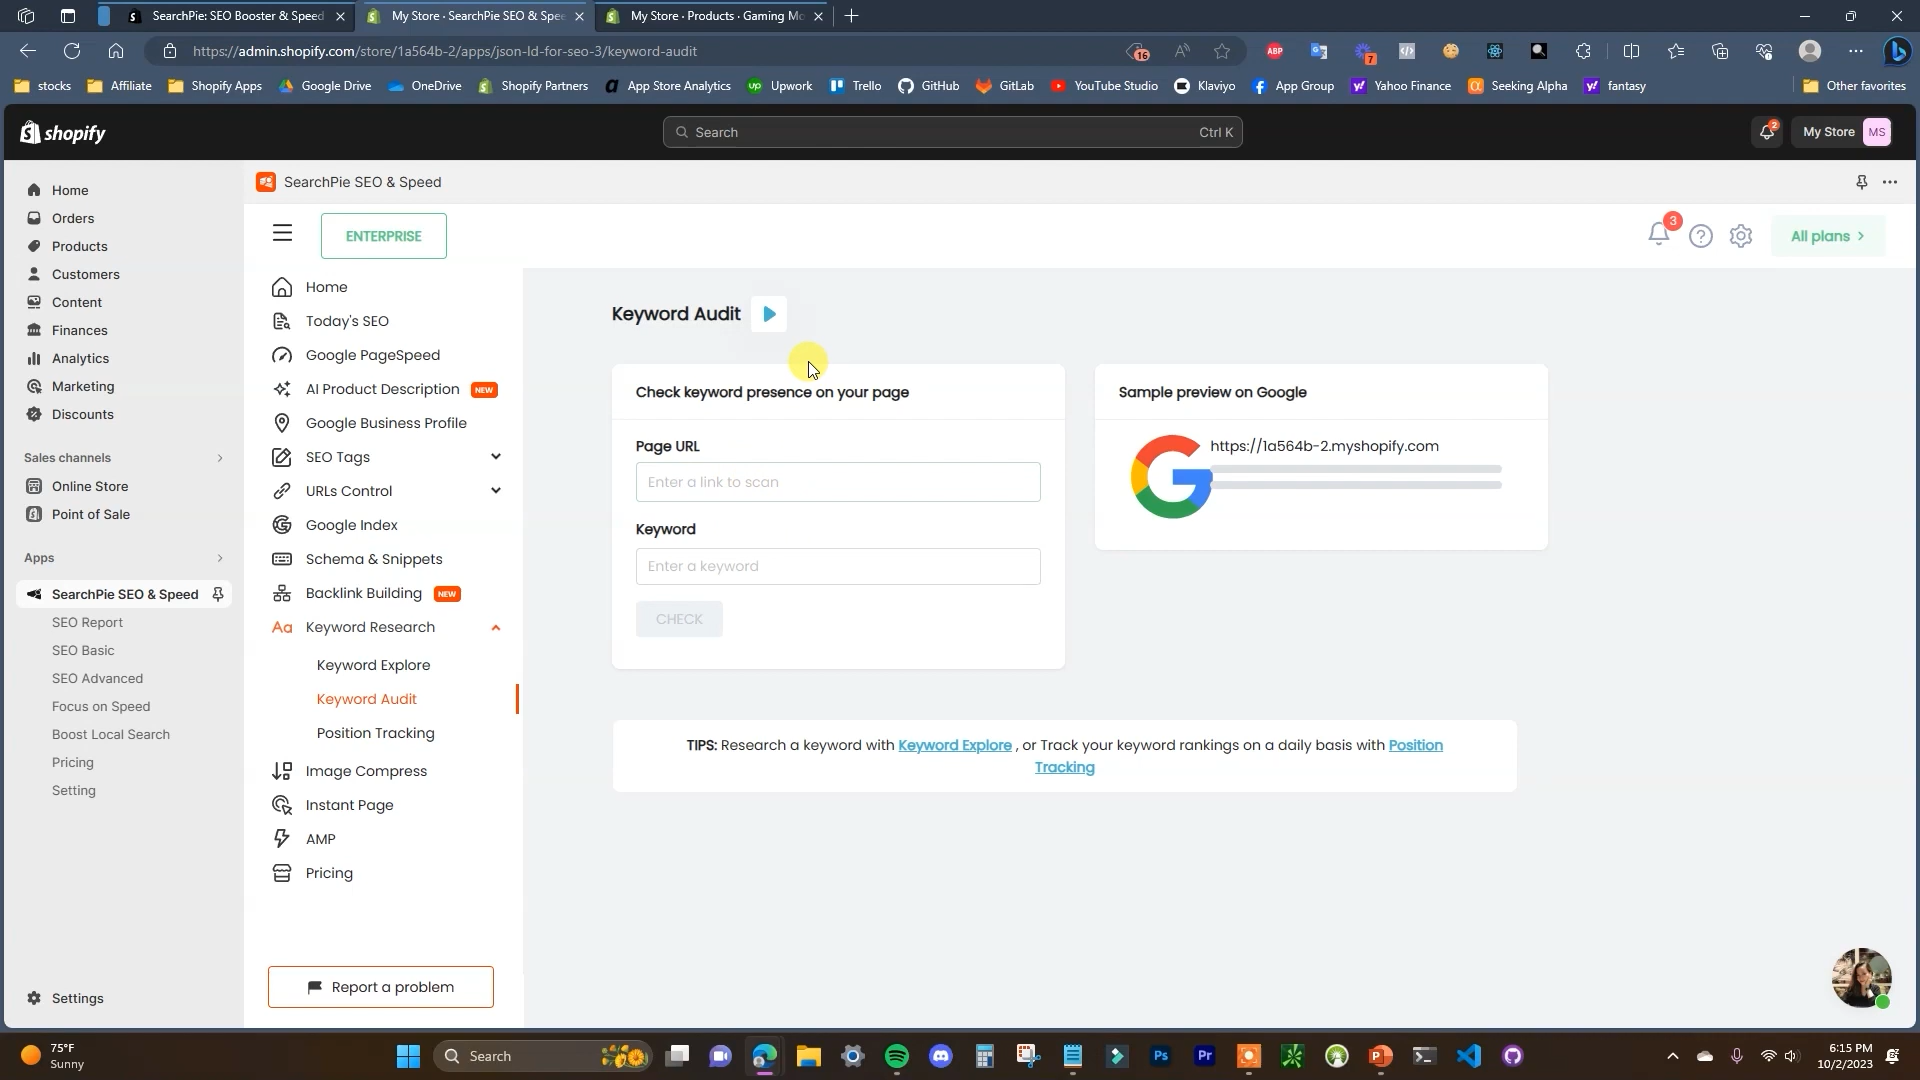 SearchPie: SEO Booster & Speed
My Store · SearchPie SEO & Spee
My Store · Products · Gaming Mo
https://admin.shopify.com/store/1a564b-2/apps/json-ld-for-seo-3/keyword-audit
16
ABP
7
stocks
Affiliate
Shopify Apps
Google Drive
OneDrive
Shopify Partners
App Store Analytics
up
Upwork
Trello
GitHub
GitLab
YouTube Studio
Klaviyo
App Group
Yahoo Finance
Seeking Alpha
fantasy
Other favorites
shopify
Search
Ctrl K
2
My Store
MS
Home
Orders
Products
Customers
Content
Finances
Analytics
Marketing
Discounts
Sales channels
Online Store
Point of Sale
Apps
SearchPie SEO & Speed
SEO Report
SEO Basic
SEO Advanced
Focus on Speed
Boost Local Search
Pricing
Setting
Settings
SearchPie SEO & Speed
ENTERPRISE
3
All plans
Home
Today's SEO
Google PageSpeed
AI Product Description NEW
Google Business Profile
SEO Tags
URLs Control
Google Index
Schema & Snippets
Backlink Building NEW
Aa Keyword Research
Keyword Explore
Keyword Audit
Position Tracking
Image Compress
Instant Page
AMP
Pricing
Report a problem
Keyword Audit
Check keyword presence on your page
Page URL
Enter a link to scan
Keyword
Enter a keyword
CHECK
Sample preview on Google
https://1a564b-2.myshopify.com
TIPS: Research a keyword with Keyword Explore , or Track your keyword rankings on a daily basis with Position
Tracking
75°F
Sunny
Search
Ps
Pr
6:15 PM
10/2/2023